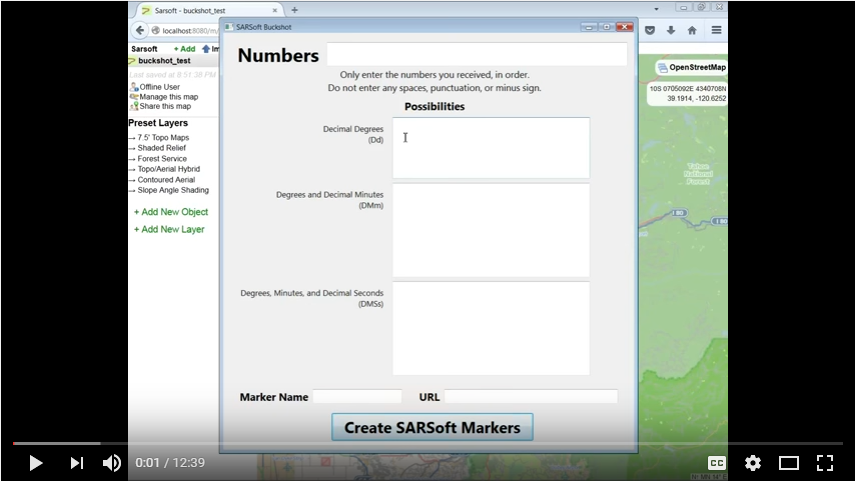 Sarsoft - buckshot_test
SARSoft Buckshot
localhost:8080/m
Sarsoft
+ Add
Im
buckshot_test
Last saved at 8:51:38 PM
Offline User
Manage this map
Share this map
Preset Layers
7.5' Topo Maps
Shaded Relief
Forest Service
Topo/Aerial Hybrid
Contoured Aerial
Slope Angle Shading
+ Add New Object
+ Add New Layer
Numbers
Only enter the numbers you received, in order.
Do not enter any spaces, punctuation, or minus sign.
Possibilities
Decimal Degrees
(Dd)
Degrees and Decimal Minutes
(DMm)
Degrees, Minutes, and Decimal Seconds
(DMSs)
Marker Name
URL
Create SARSoft Markers
OpenStreetMap
10S 0705092E 4340708N
39.1914, -120.6252
Tahoe
National
Forest
I 80
I 80
0:01 / 12:39
CC